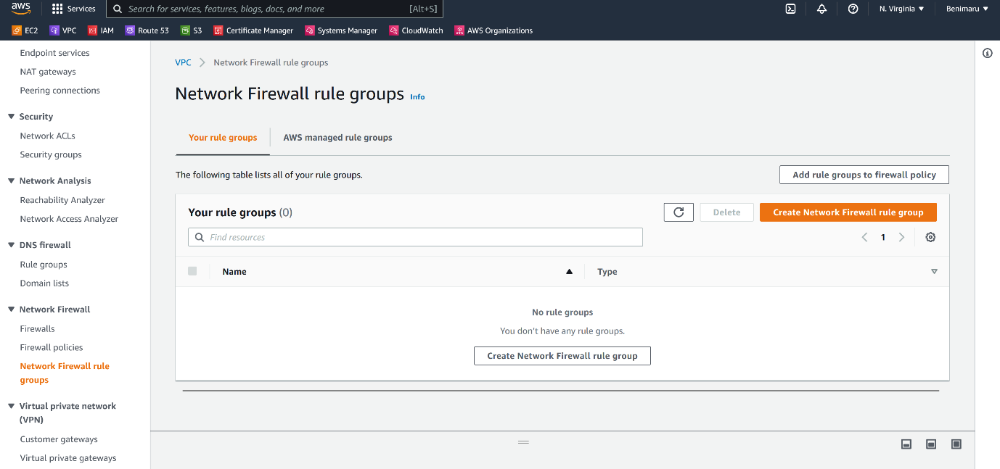 aws
Services
Search for services, features, blogs, docs, and more [Alt+S]
N. Virginia
Benimaru
EC2 VPC IAM Route 53 S3 Certificate Manager Systems Manager CloudWatch AWS Organizations
Endpoint services
NAT gateways
Peering connections
Security
Network ACLs
Security groups
Network Analysis
Reachability Analyzer
Network Access Analyzer
DNS firewall
Rule groups
Domain lists
Network Firewall
Firewalls
Firewall policies
Network Firewall rule
groups
Virtual private network
(VPN)
Customer gateways
Virtual private gateways
VPC Network Firewall rule groups
Network Firewall rule groups Info
Your rule groups AWS managed rule groups
The following table lists all of your rule groups.
Add rule groups to firewall policy
Your rule groups (0)
Delete
Create Network Firewall rule group
Find resources
1
Name Type
No rule groups
You don't have any rule groups.
Create Network Firewall rule group